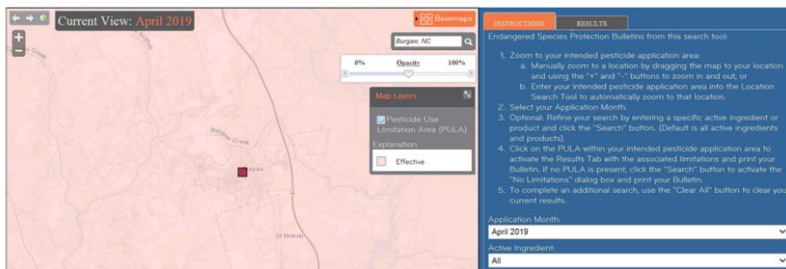 Current View: April 2019
Basemaps
+
−
Burgaw, NC
0% Opacity 100%
Map Layers
Pesticide Use
Limitation Area (PULA)
Explanation
Effective
Burgaw Creek
St Helena
INSTRUCTIONS RESULTS
Endangered Species Protection Bulletins from this search tool:
1. Zoom to your intended pesticide application area:
a. Manually zoom to a location by dragging the map to your location
and using the "+" and "-" buttons to zoom in and out, or
b. Enter your intended pesticide application area into the Location
Search Tool to automatically zoom to that location.
2. Select your Application Month.
3. Optional: Refine your search by entering a specific active ingredient or
product and click the "Search" button. (Default is all active ingredients
and products).
4. Click on the PULA within your intended pesticide application area to
activate the Results Tab with the associated limitations and print your
Bulletin. If no PULA is present, click the "Search" button to activate the
"No Limitations" dialog box and print your Bulletin.
5. To complete an additional search, use the "Clear All" button to clear your
current results.
Application Month:
April 2019
Active Ingredient:
All